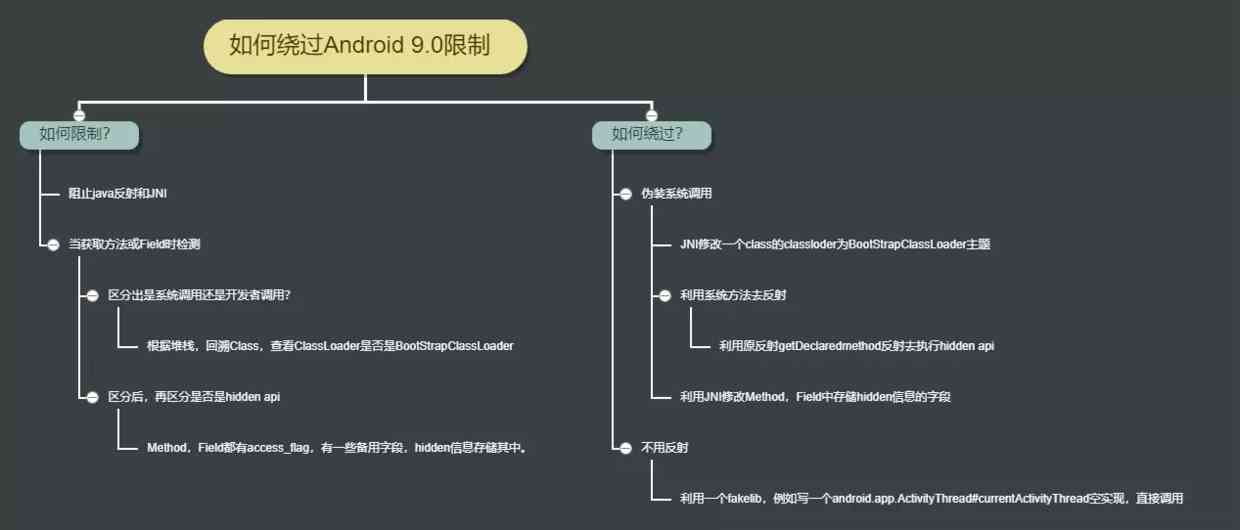 如何绕过Android 9.0限制
如何限制？
阻止java反射和JNI
当获取方法或Field时检测
区分出是系统调用还是开发者调用？
根据堆栈，回溯Class，查看ClassLoader是否是BootStrapClassLoader
区分后，再区分是否是hidden api
Method，Field都有access_flag，有一些备用字段，hidden信息存储其中。
如何绕过？
伪装系统调用
JNI修改一个class的classloder为BootStrapClassLoader主题
利用系统方法去反射
利用原反射getDeclaredmethod反射去执行hidden api
利用JNI修改Method，Field中存储hidden信息的字段
不用反射
利用一个fakelib，例如写一个android.app.ActivityThread#currentActivityThread空实现，直接调用